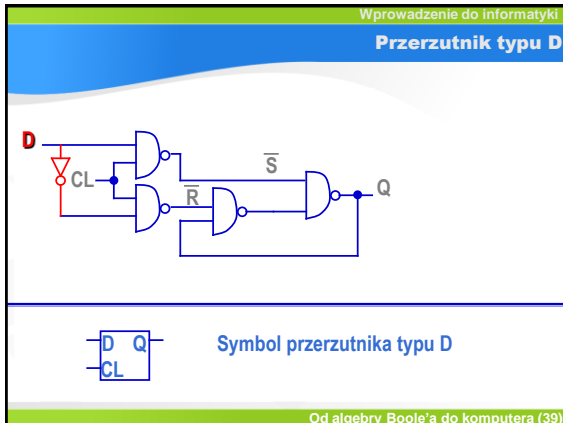 Wprowadzenie do informatyki
Przerzutnik typu D
D
CL
S
R
Q
D Q
CL
Symbol przerzutnika typu D
Od algebry Boole'a do komputera (39)